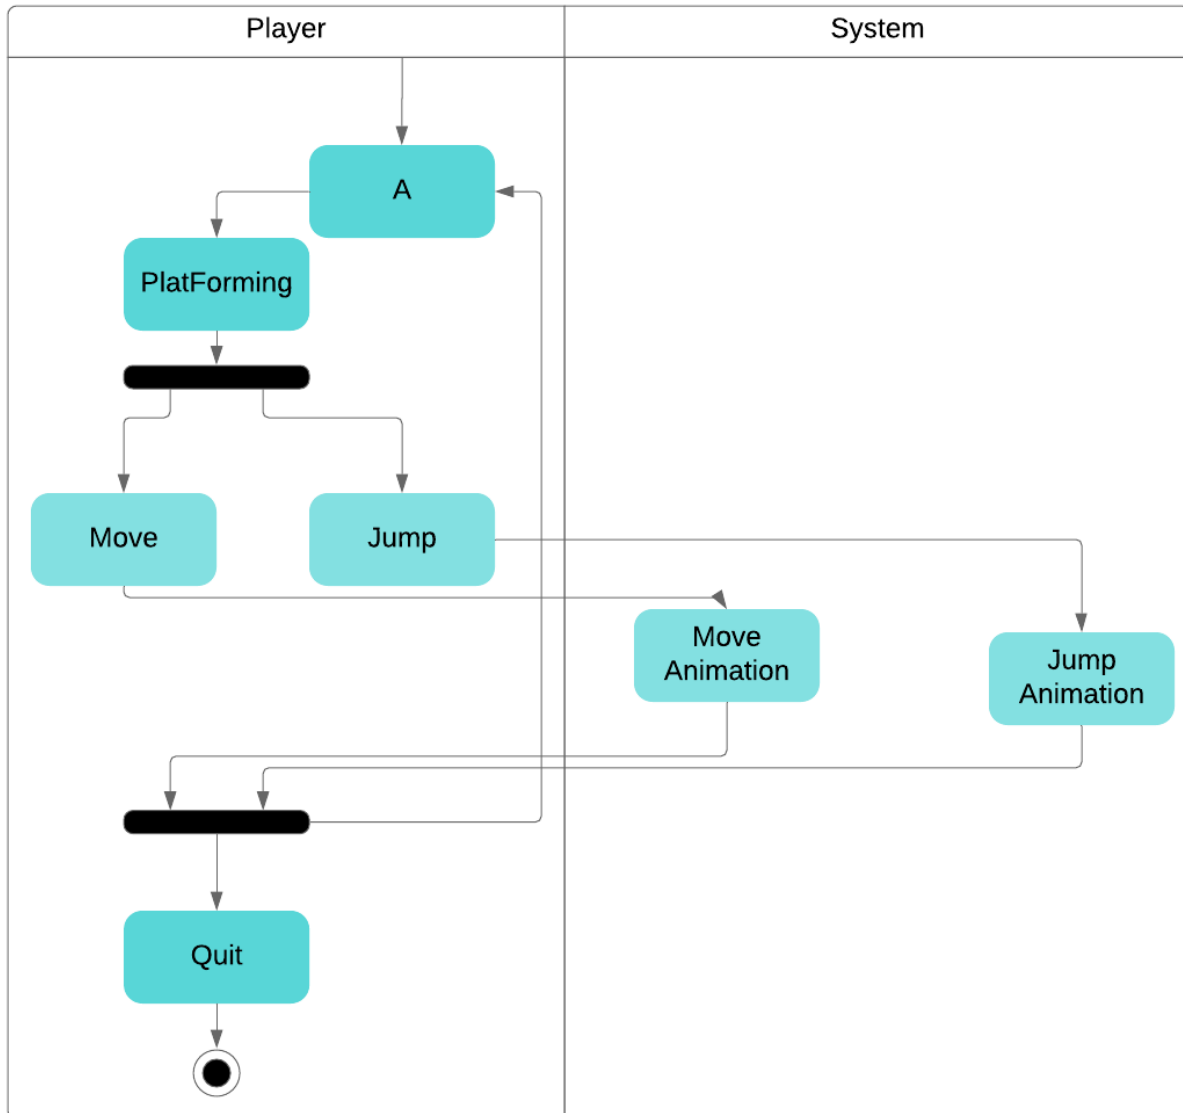 Player
System
A
PlatForming
Move
Jump
Move
Animation
Jump
Animation
Quit